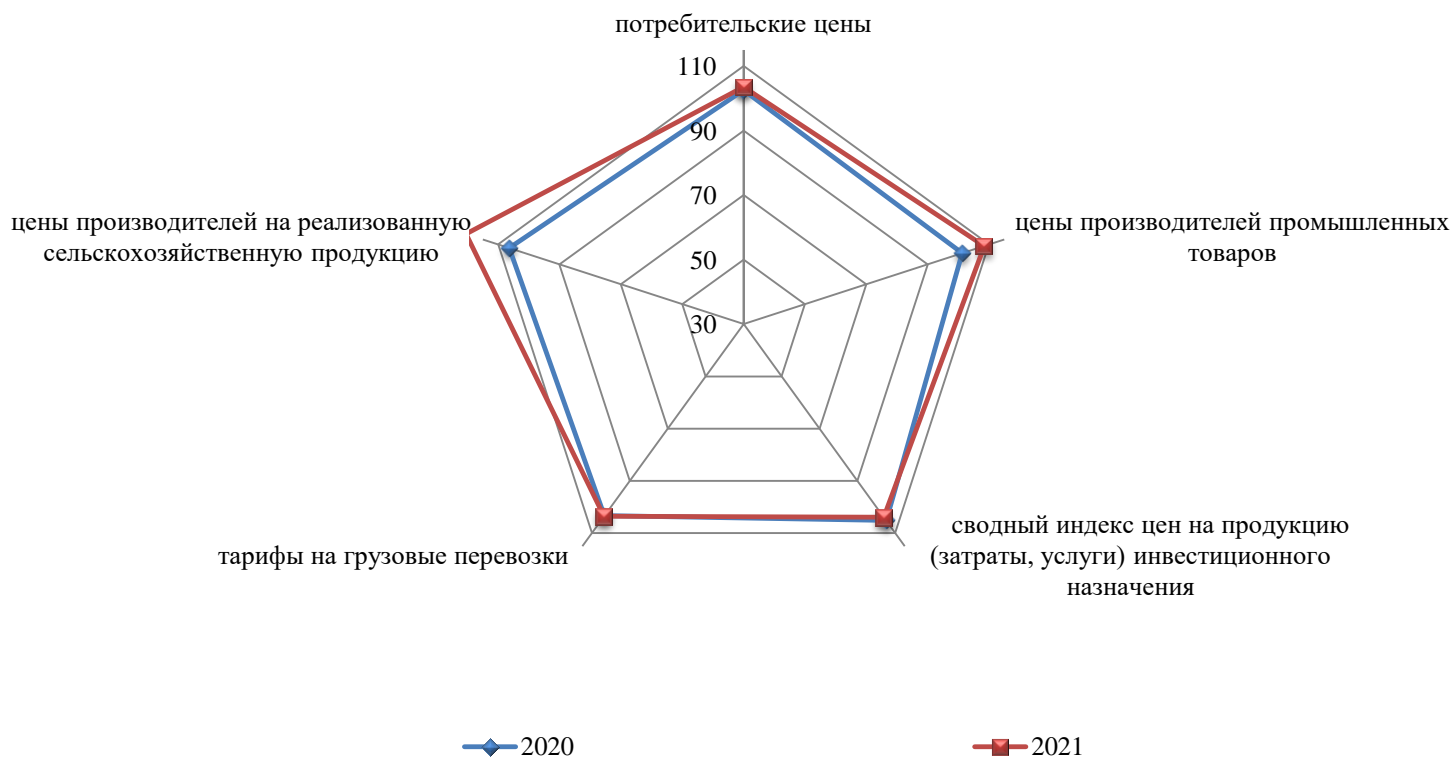 потребительские цены
110
90
70
50
30
цены производителей на реализованную
сельскохозяйственную продукцию
цены производителей промышленных
товаров
тарифы на грузовые перевозки
сводный индекс цен на продукцию
(затраты, услуги) инвестиционного
назначения
2020
2021